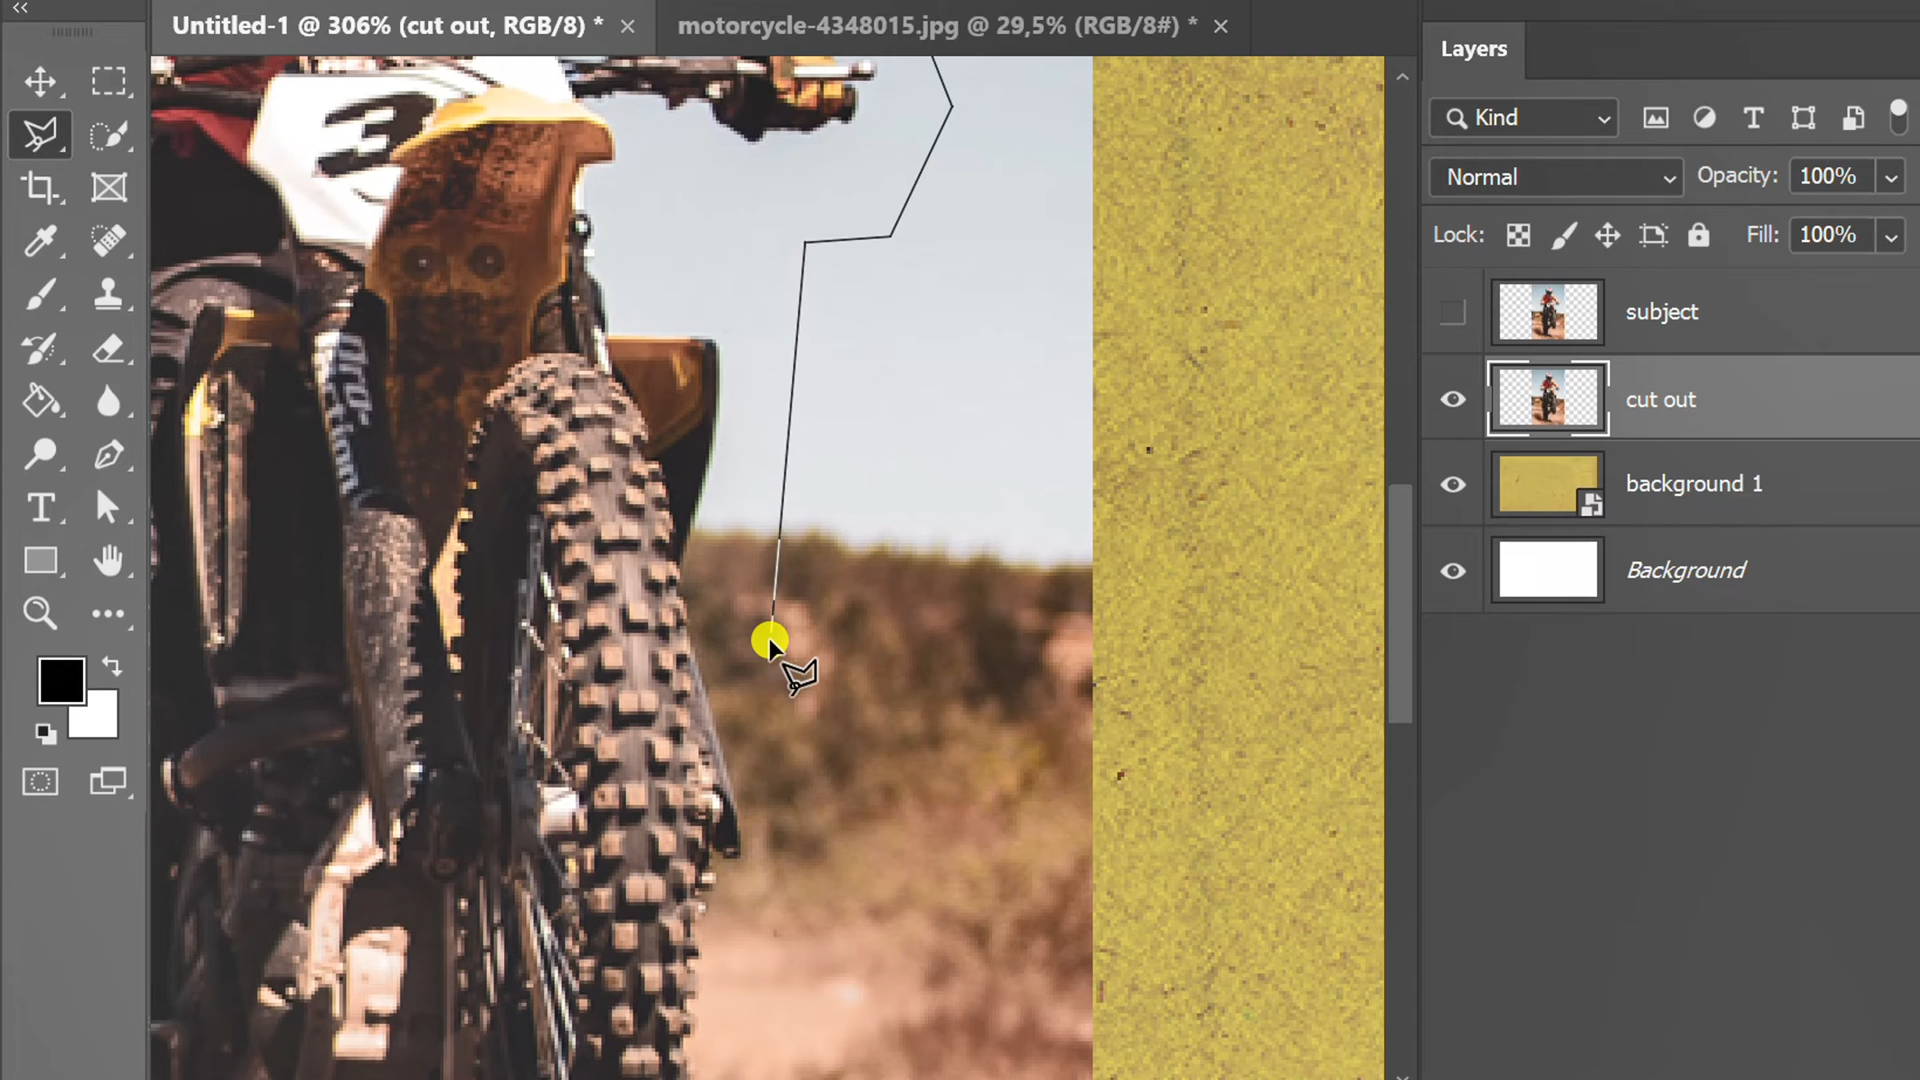 Untitled-1 @ 306% (cut out, RGB/8) *
motorcycle-4348015.jpg @ 29,5% (RGB/8#) *
Layers
Kind
Normal
Opacity: 100%
Lock:
Fill: 100%
subject
cut out
background 1
Background
3